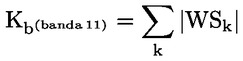 K_b(banda 11) = ∑_k |WS_k|